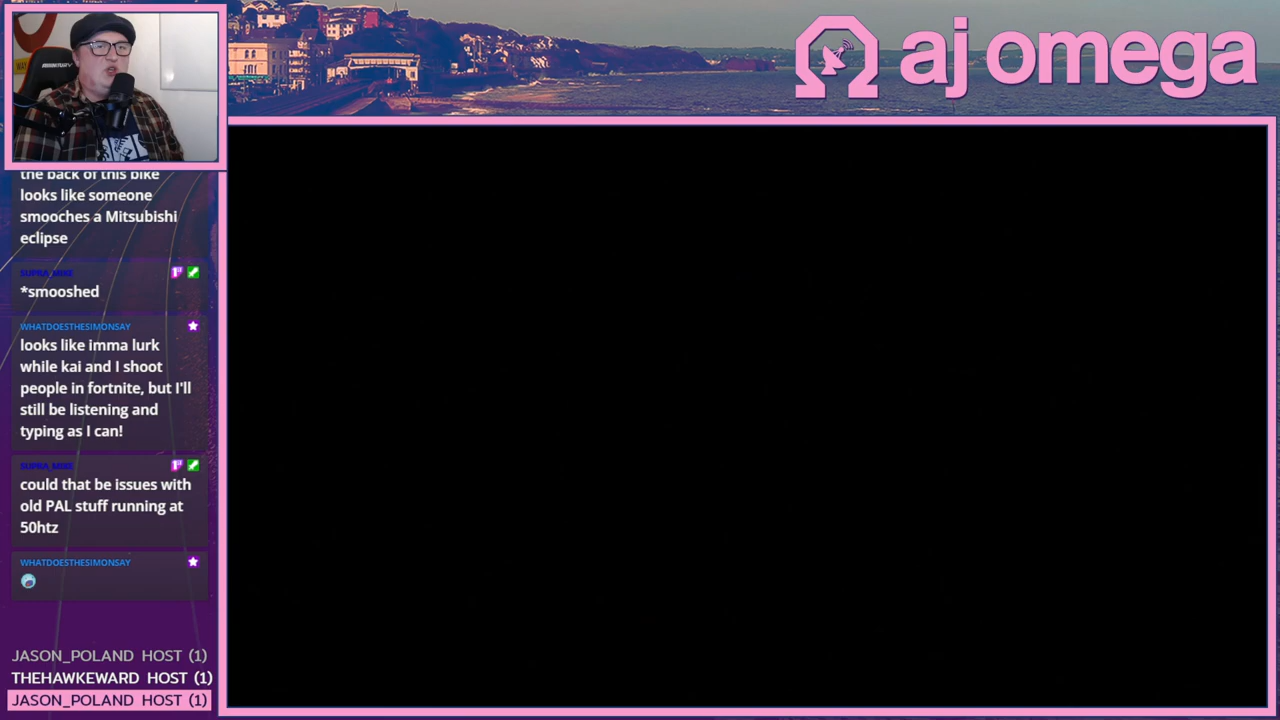 aj omega
the back of this bike
looks like someone
smooches a Mitsubishi
eclipse
SUPRA_MIKE
*smooshed
WHATDOESTHESIMONSAY
looks like imma lurk
while kai and I shoot
people in fortnite, but I'll
still be listening and
typing as I can!
SUPRA_MIKE
could that be issues with
old PAL stuff running at
50htz
WHATDOESTHESIMONSAY
JASON_POLAND HOST (1)
THEHAWKEWARD HOST (1)
JASON_POLAND HOST (1)